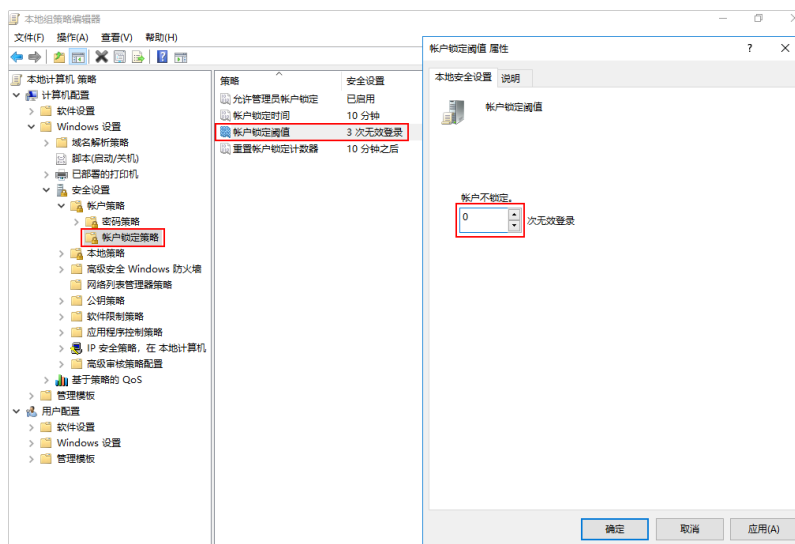 本地组策略编辑器
文件(F) 操作(A) 查看(V) 帮助(H)
本地计算机 策略
计算机配置
软件设置
Windows 设置
域名解析策略
脚本(启动/关机)
已部署的打印机
安全设置
帐户策略
密码策略
帐户锁定策略
本地策略
高级安全 Windows 防火墙
网络列表管理器策略
公钥策略
软件限制策略
应用程序控制策略
IP 安全策略，在 本地计算机
高级审核策略配置
基于策略的 QoS
管理模板
用户配置
软件设置
Windows 设置
管理模板
策略 安全设置
允许管理员帐户锁定 已启用
帐户锁定时间 10 分钟
帐户锁定阈值 3 次无效登录
重置帐户锁定计数器 10 分钟之后
帐户锁定阈值 属性
本地安全设置 说明
帐户锁定阈值
帐户不锁定。
0 次无效登录
确定 取消 应用(A)